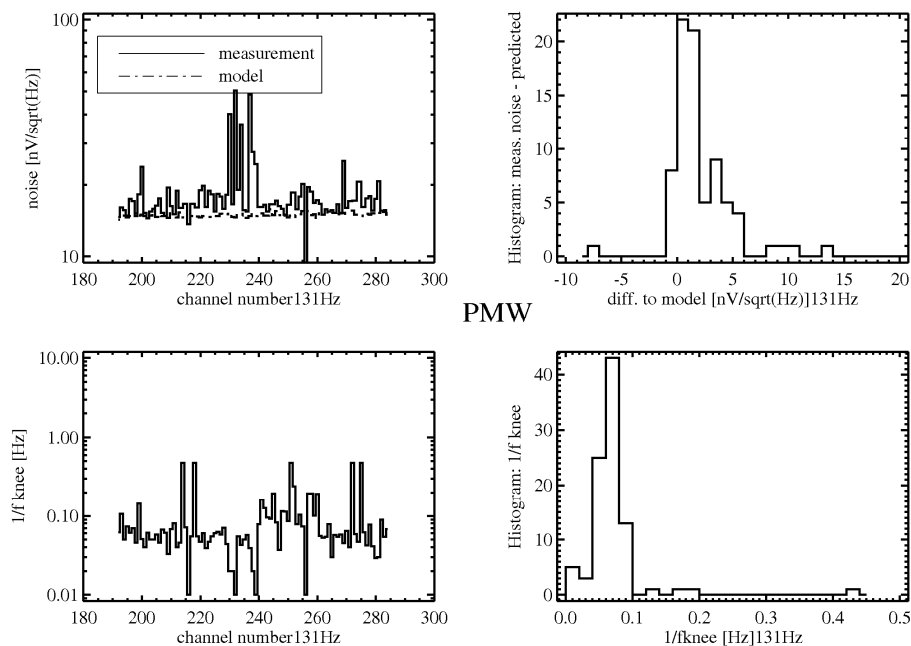 100
10
noise [nV/sqrt(Hz)]
measurement
model
180 200 220 240 260 280 300
channel number131Hz
Histogram: meas. noise - predicted
20
15
10
5
0
-10 -5 0 5 10 15 20
diff. to model [nV/sqrt(Hz)]131Hz
PMW
1/f knee [Hz]
10.00
1.00
0.10
0.01
180 200 220 240 260 280 300
channel number131Hz
Histogram: 1/f knee
40
30
20
10
0
0.0 0.1 0.2 0.3 0.4 0.5
1/fknee [Hz]131Hz